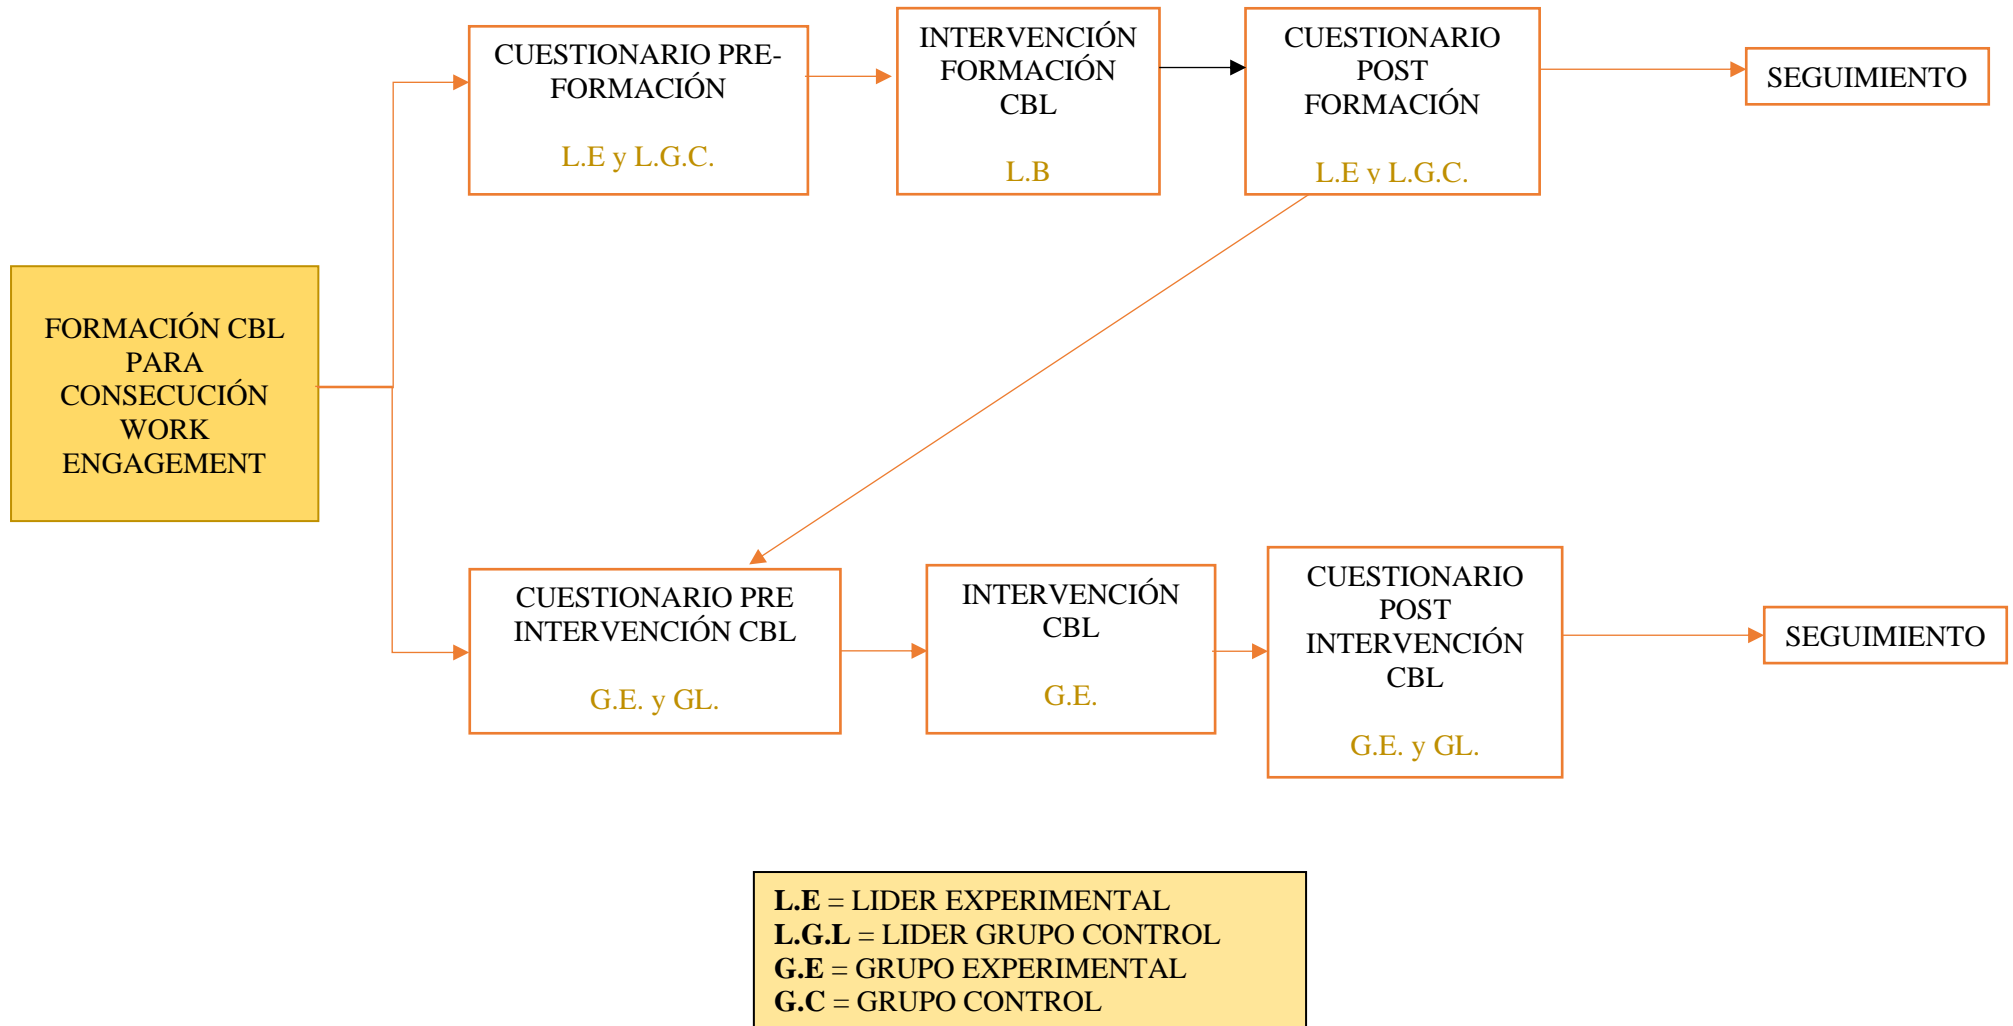 CUESTIONARIO PRE-
FORMACIÓN
L.E y L.G.C.
INTERVENCIÓN
FORMACIÓN
CBL
L.B
CUESTIONARIO
POST
FORMACIÓN
L.E y L.G.C.
SEGUIMIENTO
FORMACIÓN CBL
PARA
CONSECUCIÓN
WORK
ENGAGEMENT
CUESTIONARIO PRE
INTERVENCIÓN CBL
G.E. y GL.
INTERVENCIÓN
CBL
G.E.
CUESTIONARIO
POST
INTERVENCIÓN
CBL
G.E. y GL.
SEGUIMIENTO
L.E = LIDER EXPERIMENTAL
L.G.L = LIDER GRUPO CONTROL
G.E = GRUPO EXPERIMENTAL
G.C = GRUPO CONTROL